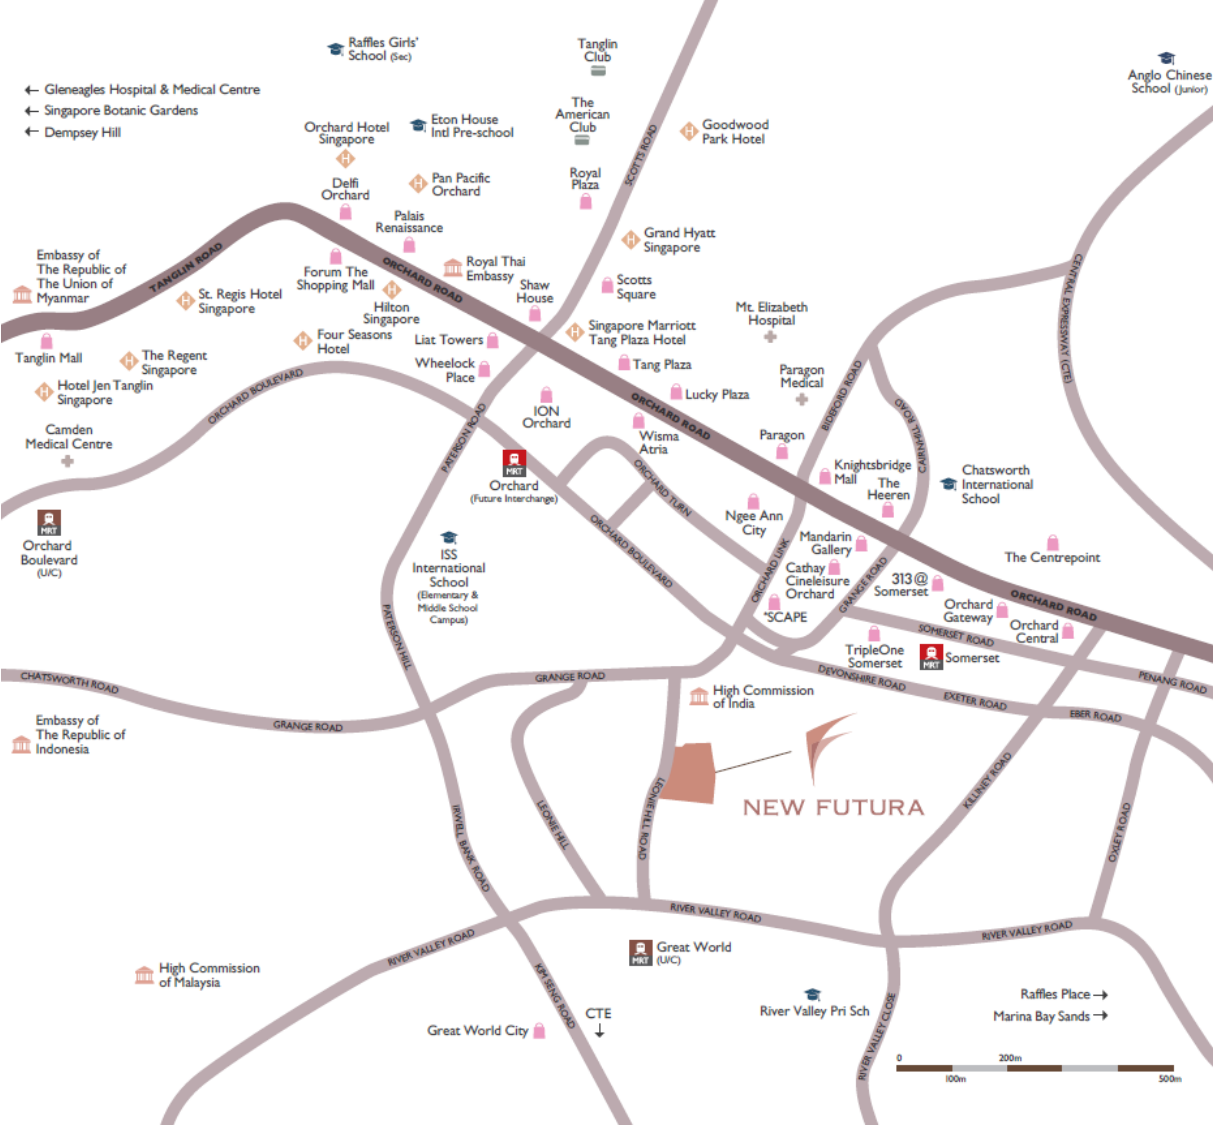 Raffles Girls'
School (Sec)
Tanglin
Club
Anglo Chinese
School (Junior)
← Gleneagles Hospital & Medical Centre
← Singapore Botanic Gardens
← Dempsey Hill
The
American
Club
Eton House
Intl Pre-school
Orchard Hotel
Singapore
Goodwood
Park Hotel
SCOTTS ROAD
Royal
Plaza
Pan Pacific
Orchard
Delfi
Orchard
Palais
Renaissance
Grand Hyatt
Singapore
TANGLIN ROAD
Embassy of
The Republic of
The Union of
Myanmar
Forum The
Shopping Mall
ORCHARD ROAD
Royal Thai
Embassy
Shaw
House
Scotts
Square
CENTRAL EXPRESSWAY (CTE)
St. Regis Hotel
Singapore
Hilton
Singapore
Mt. Elizabeth
Hospital
Singapore Marriott
Tang Plaza Hotel
Four Seasons
Hotel
Liat Towers
Tanglin Mall
The Regent
Singapore
Wheelock
Place
Tang Plaza
Paragon
Medical
Hotel Jen Tanglin
Singapore
ORCHARD BOULEVARD
Lucky Plaza
BIDEFORD ROAD
CAIRNHILL ROAD
ION
Orchard
ORCHARD ROAD
Camden
Medical Centre
PATERSON ROAD
Wisma
Atria
Paragon
Knightsbridge
Mall
The
Heeren
Chatsworth
International
School
MRT
Orchard
(Future Interchange)
ORCHARD TURN
Ngee Ann
City
MRT
Orchard
Boulevard
(U/C)
ISS
International
School
(Elementary &
Middle School
Campus)
ORCHARD BOULEVARD
ORCHARD LINK
Mandarin
Gallery
Cathay
Cineleisure
Orchard
GRANGE ROAD
The Centrepoint
313@
Somerset
ORCHARD ROAD
*SCAPE
Orchard
Gateway
Orchard
Central
PATERSON HILL
SOMERSET ROAD
TripleOne
Somerset
MRT
Somerset
CHATSWORTH ROAD
GRANGE ROAD
DEVONSHIRE ROAD
PENANG ROAD
High Commission
of India
EXETER ROAD
EBER ROAD
GRANGE ROAD
Embassy of
The Republic of
Indonesia
NEW FUTURA
KILLINEY ROAD
LEONIE HILL ROAD
LEONIE HILL
IRWELL BANK ROAD
OXLEY ROAD
RIVER VALLEY ROAD
RIVER VALLEY ROAD
RIVER VALLEY ROAD
MRT
Great World
(U/C)
High Commission
of Malaysia
KIM SENG ROAD
River Valley Pri Sch
Raffles Place →
Marina Bay Sands →
CTE
↓
Great World City
RIVER VALLEY CLOSE
0
200m
100m
500m